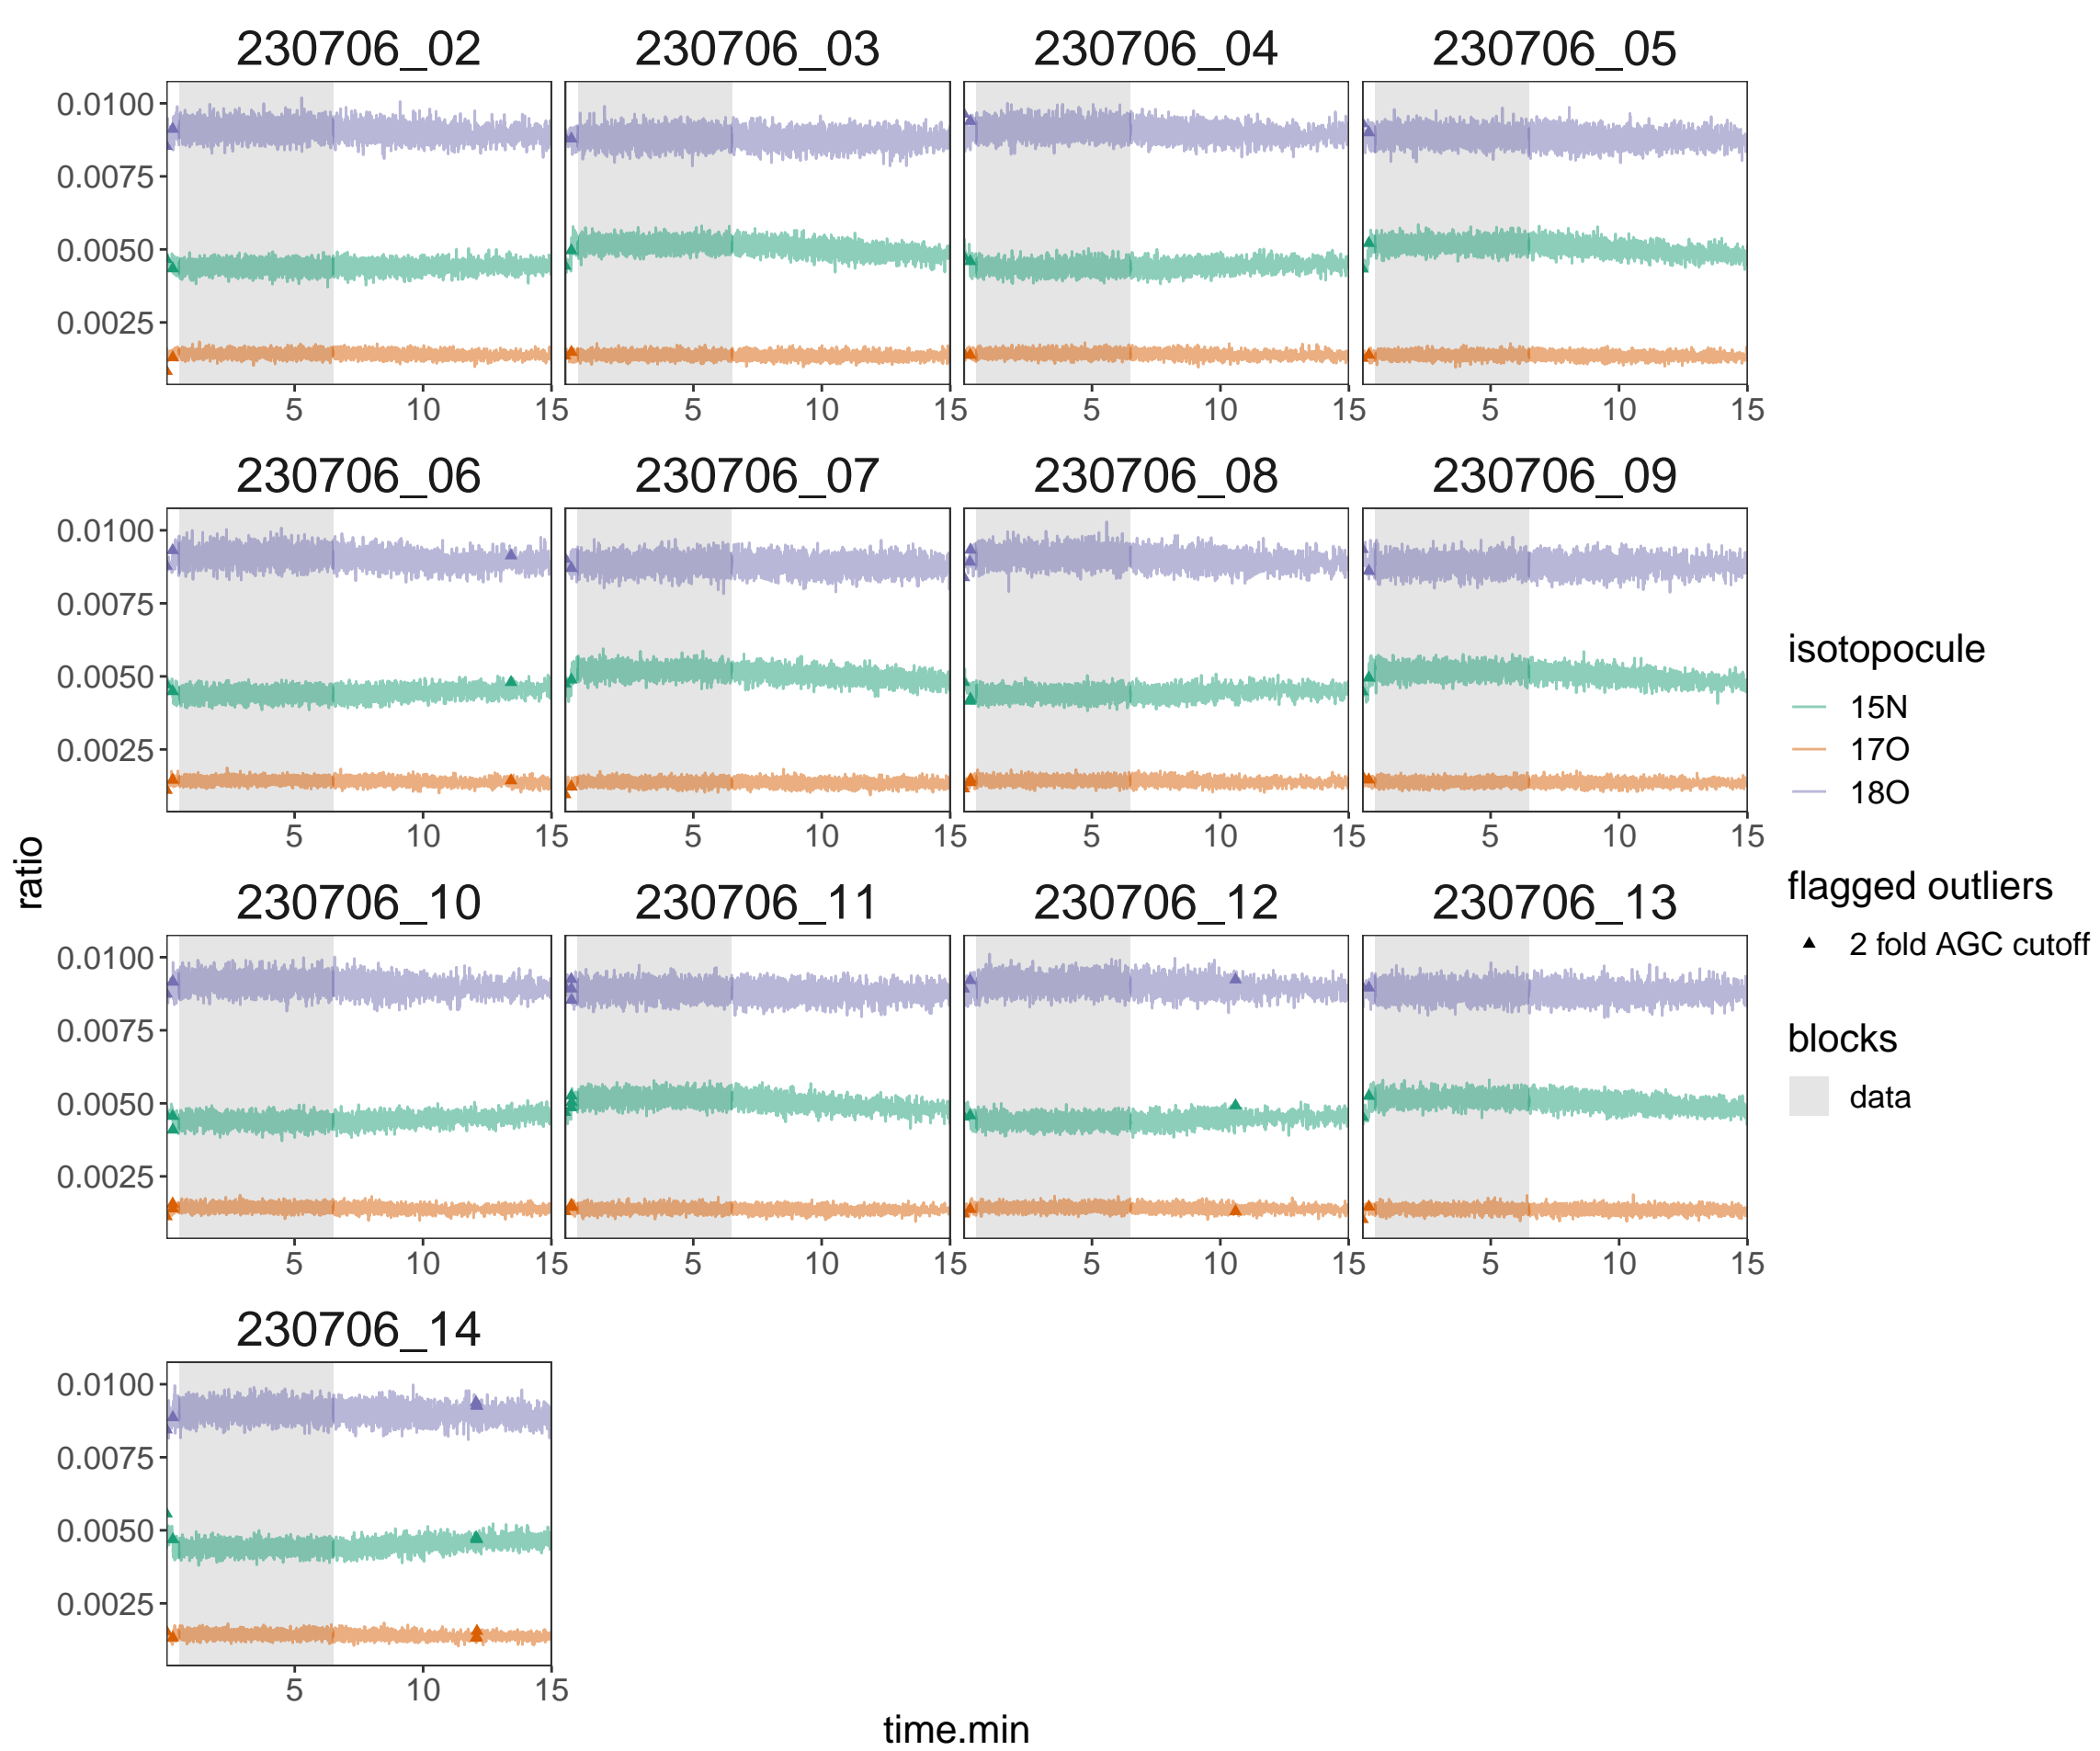 230706_02 230706_03 230706_04 230706_05
0.0100
0.0075
0.0050
0.0025
5 10 15 5 10 15 5 10 15 5 10 15
230706_06 230706_07 230706_08 230706_09
0.0100
0.0075
0.0050
0.0025
5 10 15 5 10 15 5 10 15 5 10 15
230706_10 230706_11 230706_12 230706_13
0.0100
0.0075
0.0050
0.0025
5 10 15 5 10 15 5 10 15 5 10 15
230706_14
0.0100
0.0075
0.0050
0.0025
5 10 15
time.min
ratio
isotopocule
15N
17O
18O
flagged outliers
2 fold AGC cutoff
blocks
data